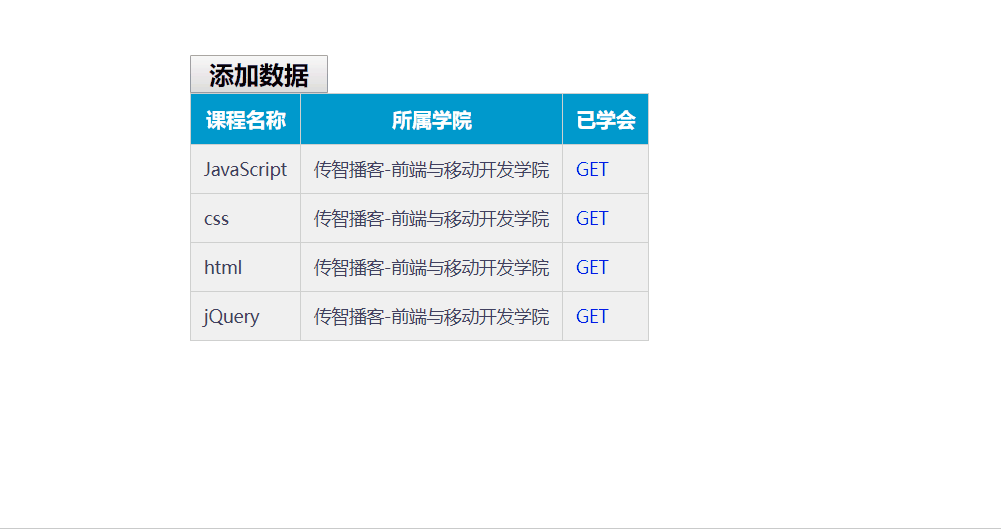 添加数据
课程名称 所属学院 已学会
JavaScript 传智播客-前端与移动开发学院 GET
css 传智播客-前端与移动开发学院 GET
html 传智播客-前端与移动开发学院 GET
jQuery 传智播客-前端与移动开发学院 GET